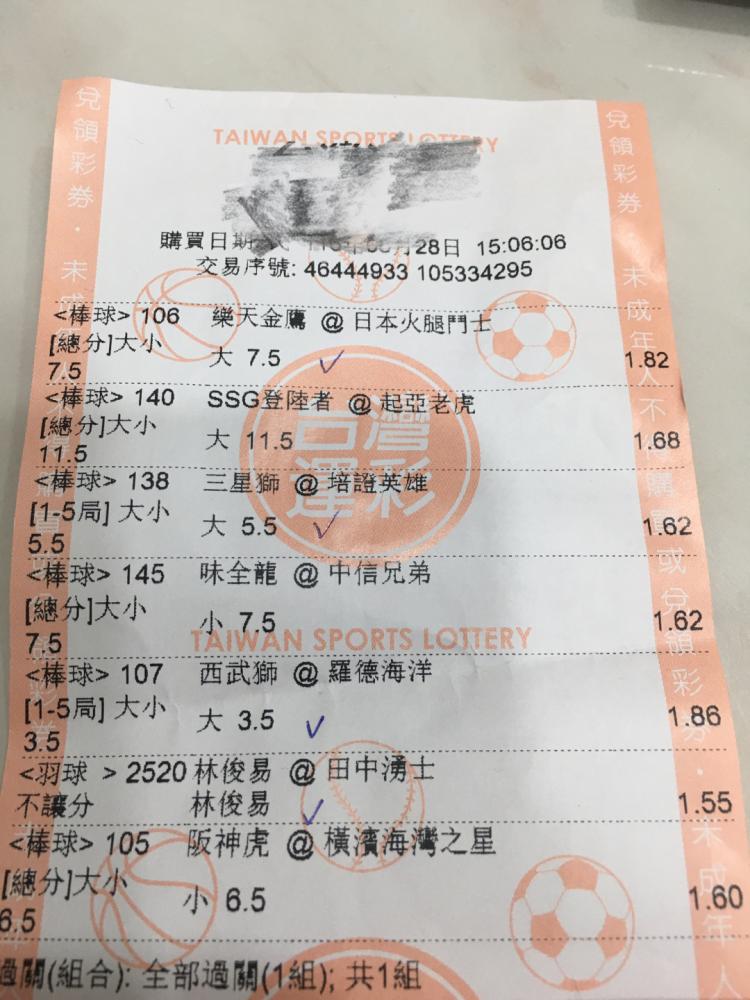 TAIWAN SPORTS LOTTERY
購買日期 28日 15:06:06
交易序號: 46444933 105334295
<棒球> 106 樂天金鷹 @ 日本火腿鬥士
[總分]大小 大 7.5 1.82
7.5
<棒球> 140 SSG登陸者 @ 起亞老虎
[總分]大小 大 11.5 1.68
11.5
<棒球> 138 三星獅 @ 培證英雄
[1-5局] 大小 大 5.5 1.62
5.5
<棒球> 145 味全龍 @ 中信兄弟
[總分]大小 小 7.5 1.62
7.5
TAIWAN SPORTS LOTTERY
<棒球> 107 西武獅 @ 羅德海洋
[1-5局] 大小 大 3.5 1.86
3.5
<羽球 > 2520 林俊易 @ 田中湧士
不讓分 林俊易 1.55
<棒球> 105 阪神虎 @ 橫濱海灣之星
[總分]大小 小 6.5 1.60
6.5
過關(組合): 全部過關(1組); 共1組
台灣運彩
兌領彩券・未成年
兌領彩券・未成年人不 購買或兌領彩券・未成年人